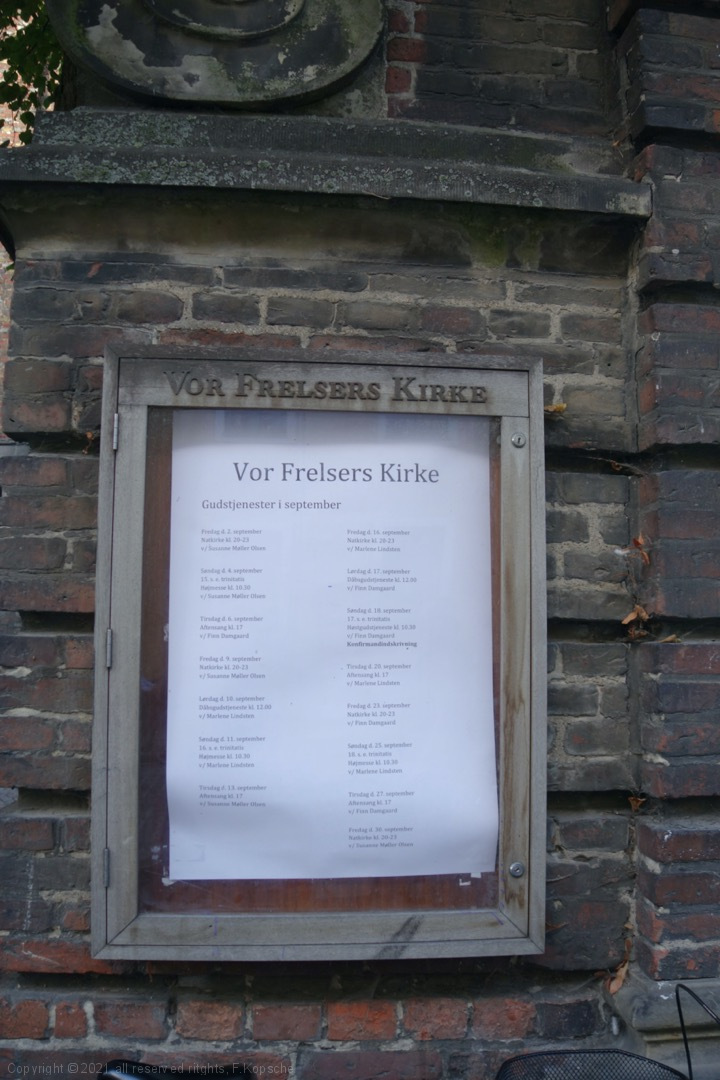 VOR FRELSERS KIRKE
Vor Frelsers Kirke
Gudstjenester i september
Fredag d. 2. september
Natkirke kl. 20-23
v/ Susanne Møller Olsen
Søndag d. 4. september
15. s. e. trinitatis
Højmesse kl. 10.30
v/ Susanne Møller Olsen
Tirsdag d. 6. september
Aftensang kl. 17
v/ Finn Damgaard
Fredag d. 9. september
Natkirke kl. 20-23
v/ Susanne Møller Olsen
Lørdag d. 10. september
Dåbsgudstjeneste kl. 12.00
v/ Marlene Lindsten
Søndag d. 11. september
16. s. e. trinitatis
Højmesse kl. 10.30
v/ Marlene Lindsten
Tirsdag d. 13. september
Aftensang kl. 17
v/ Susanne Møller Olsen
Fredag d. 16. september
Natkirke kl. 20-23
v/ Marlene Lindsten
Lørdag d. 17. september
Dåbsgudstjeneste kl. 12.00
v/ Finn Damgaard
Søndag d. 18. september
17. s. e. trinitatis
Høstgudstjeneste kl. 10.30
v/ Finn Damgaard
Konfirmandindskrivning
Tirsdag d. 20. september
Aftensang kl. 17
v/ Marlene Lindsten
Fredag d. 23. september
Natkirke kl. 20-23
v/ Finn Damgaard
Søndag d. 25. september
18. s. e. trinitatis
Højmesse kl. 10.30
v/ Marlene Lindsten
Tirsdag d. 27. september
Aftensang kl. 17
v/ Finn Damgaard
Fredag d. 30. september
Natkirke kl. 20-23
v/ Susanne Møller Olsen
Copyright © 2021, all reserved ritghts, F.Kopsche